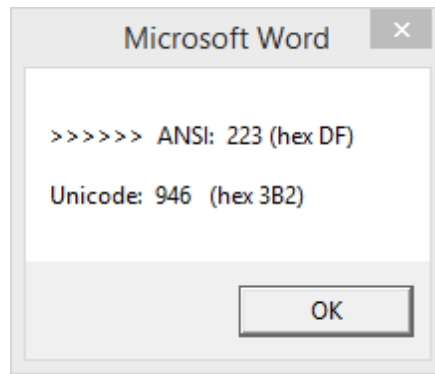 Microsoft Word
>>>>>> ANSI: 223 (hex DF)
Unicode: 946 (hex 3B2)
OK